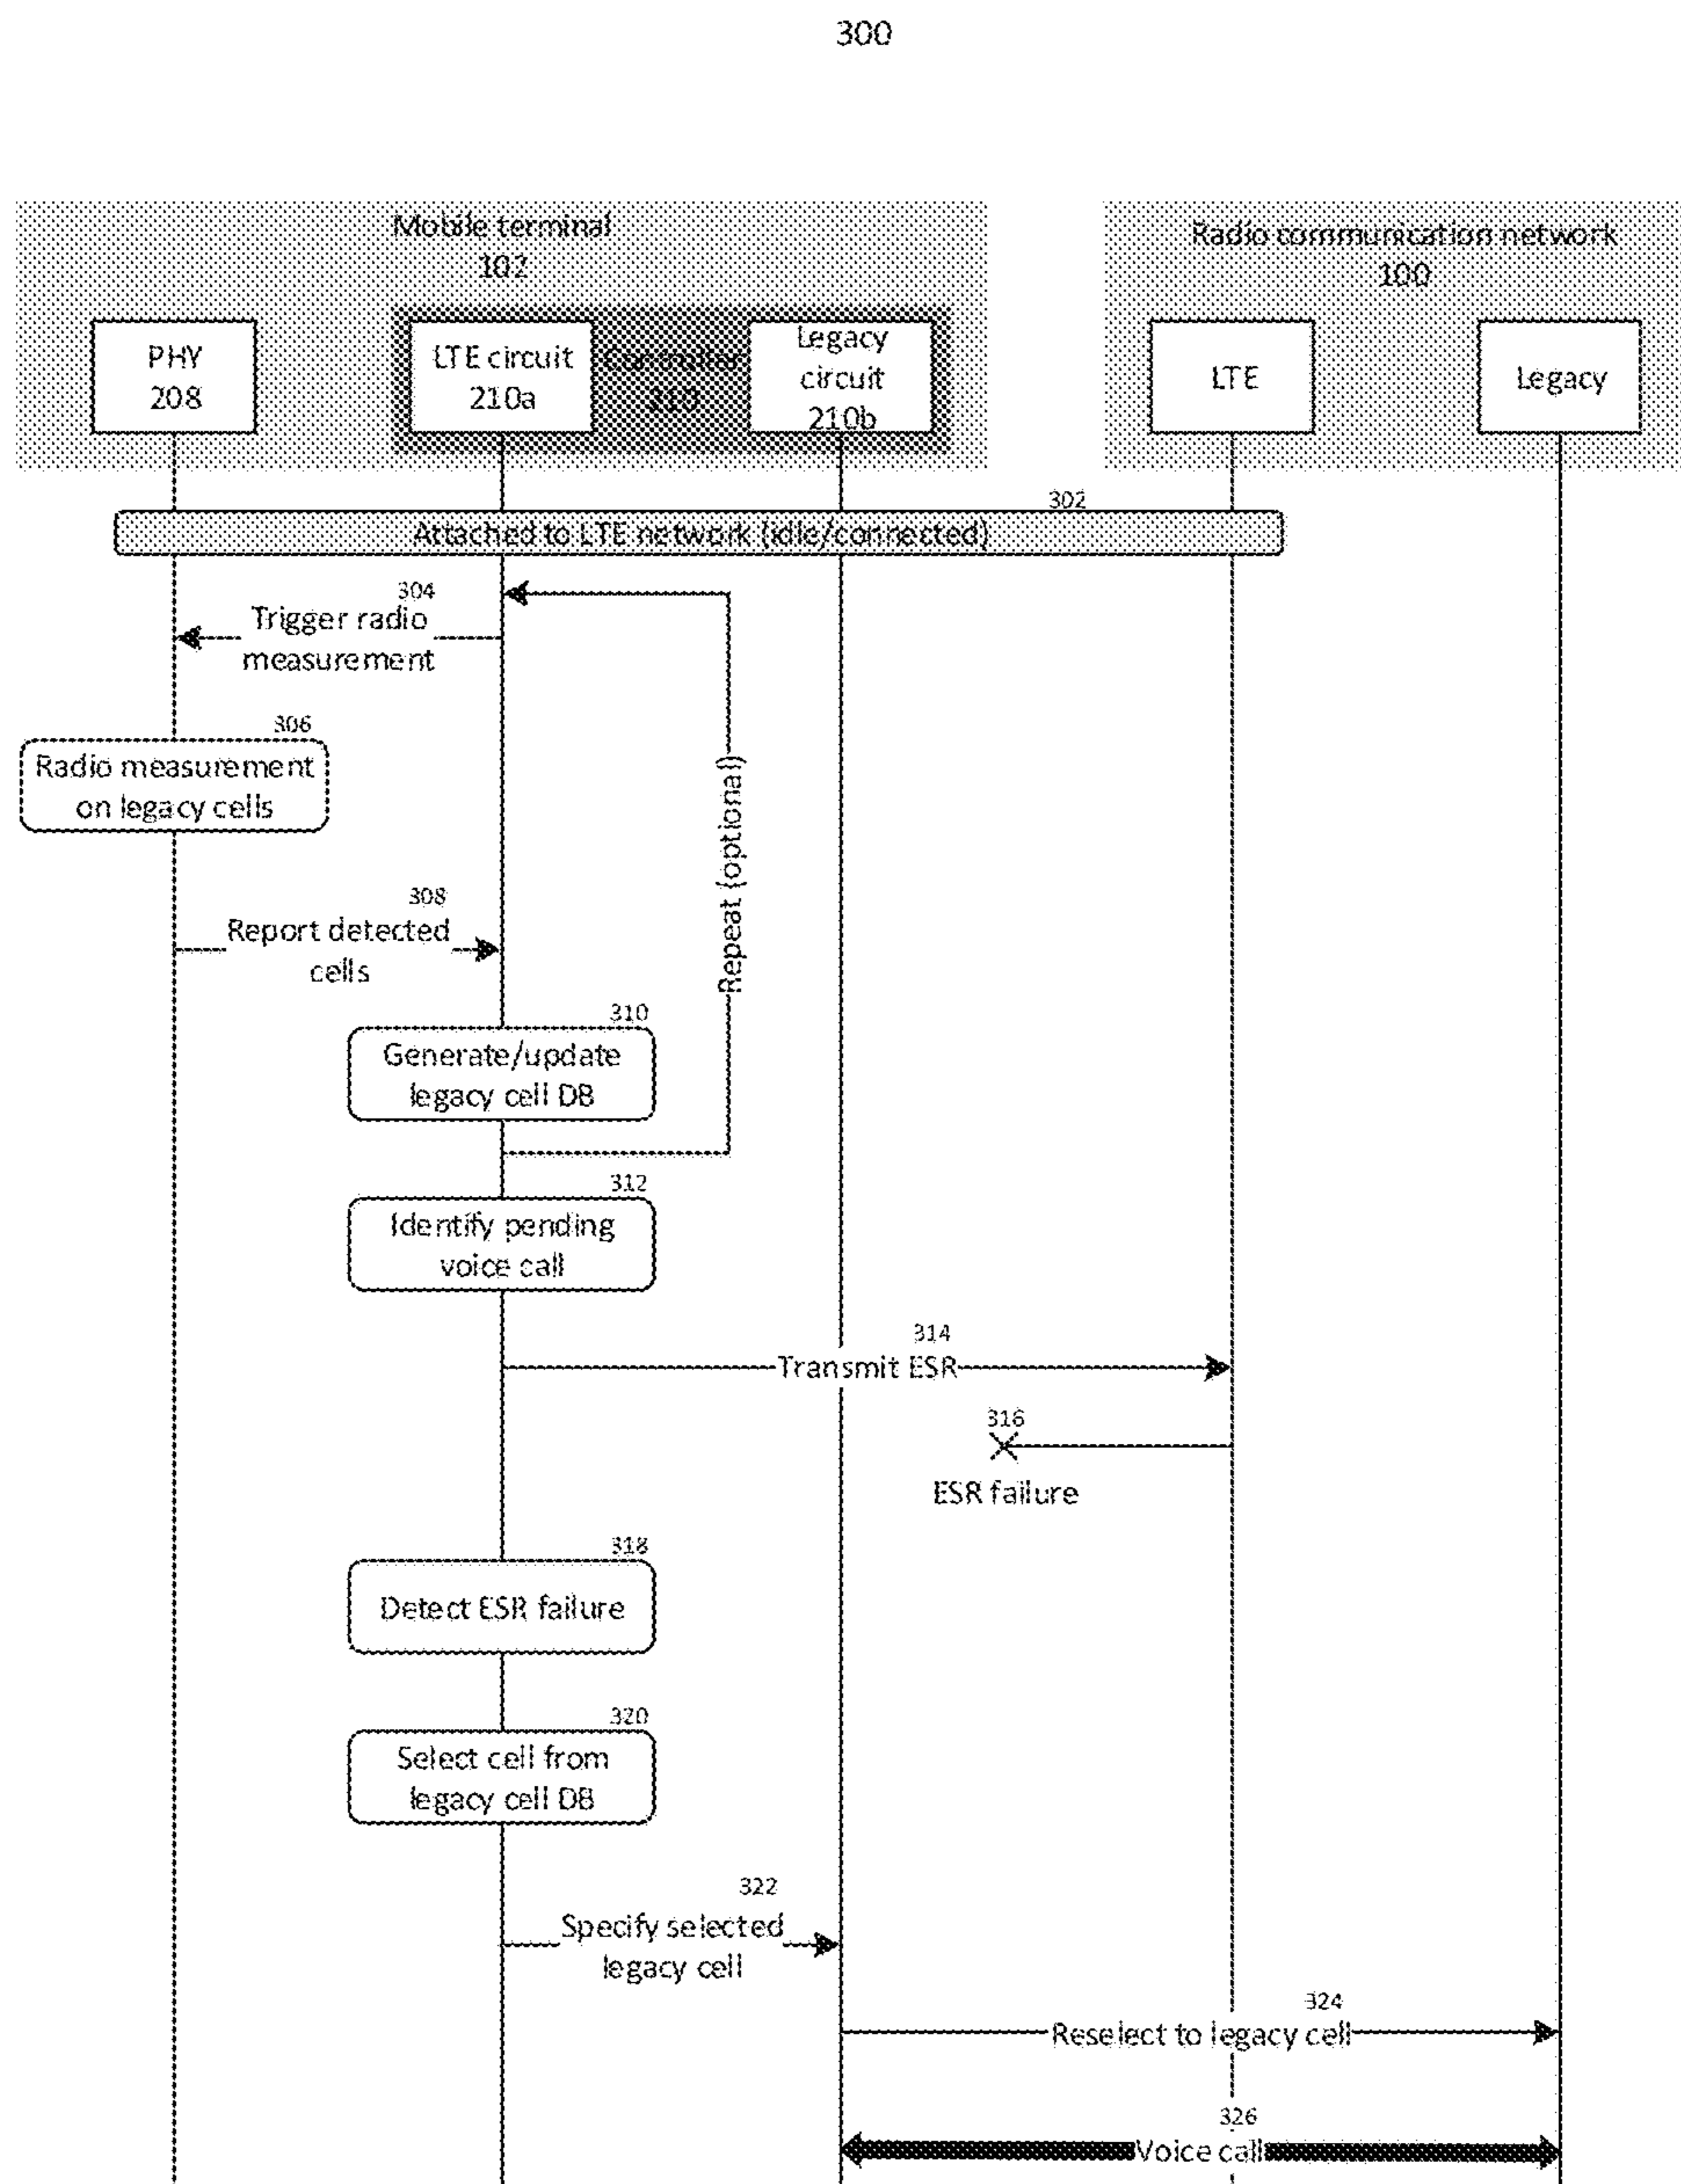 300
Mobile terminal
102
Radio communication network
100
PHY
208
LTE circuit
210a
Controller
210
Legacy
circuit
210b
LTE
Legacy
302
Attached to LTE network (idle/connected)
304
Trigger radio
measurement
306
Radio measurement
on legacy cells
Repeat (optional)
308
Report detected
cells
310
Generate/update
legacy cell DB
312
Identify pending
voice call
314
Transmit ESR
316
ESR failure
318
Detect ESR failure
320
Select cell from
legacy cell DB
322
Specify selected
legacy cell
324
Reselect to legacy cell
326
Voice call